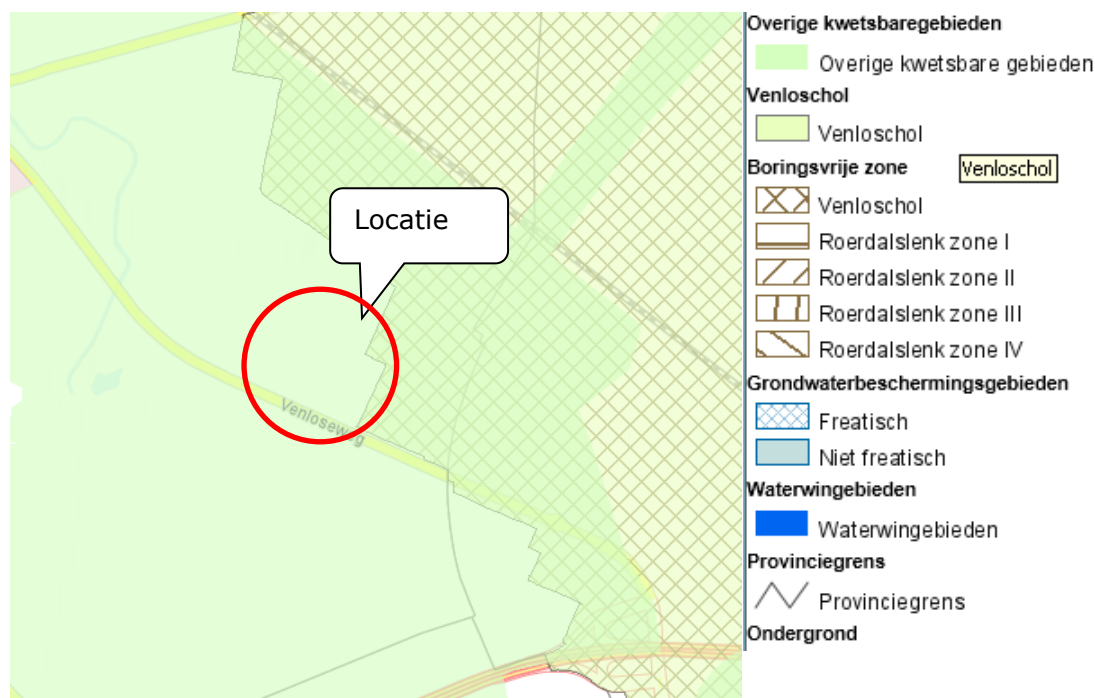 Locatie
Venloseweg
Overige kwetsbaregebieden
Overige kwetsbare gebieden
Venloschol
Venloschol
Boringsvrije zone
Venloschol
Venloschol
Roerdalslenk zone I
Roerdalslenk zone II
Roerdalslenk zone III
Roerdalslenk zone IV
Grondwaterbeschermingsgebieden
Freatisch
Niet freatisch
Waterwingebieden
Waterwingebieden
Provinciegrens
Provinciegrens
Ondergrond